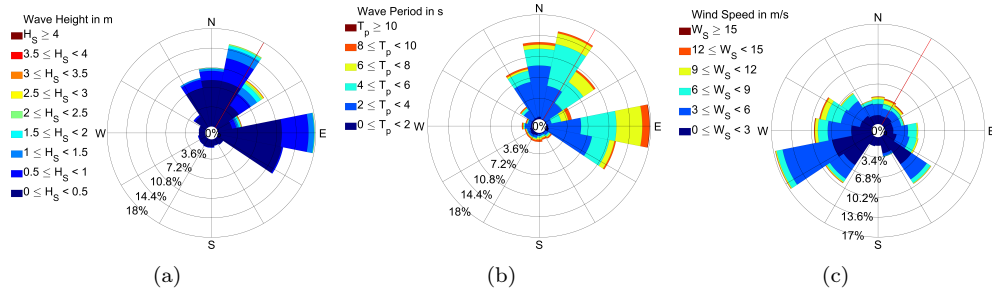 Wave Height in m
H_S ≥ 4
3.5 ≤ H_S < 4
3 ≤ H_S < 3.5
2.5 ≤ H_S < 3
2 ≤ H_S < 2.5
1.5 ≤ H_S < 2
1 ≤ H_S < 1.5
0.5 ≤ H_S < 1
0 ≤ H_S < 0.5
N
W
0%
E
3.6%
7.2%
10.8%
14.4%
18%
S
(a)
Wave Period in s
T_p ≥ 10
8 ≤ T_p < 10
6 ≤ T_p < 8
4 ≤ T_p < 6
2 ≤ T_p < 4
0 ≤ T_p < 2
N
W
0%
E
3.6%
7.2%
10.8%
14.4%
18%
S
(b)
Wind Speed in m/s
W_S ≥ 15
12 ≤ W_S < 15
9 ≤ W_S < 12
6 ≤ W_S < 9
3 ≤ W_S < 6
0 ≤ W_S < 3
N
W
0%
E
3.4%
6.8%
10.2%
13.6%
17%
S
(c)